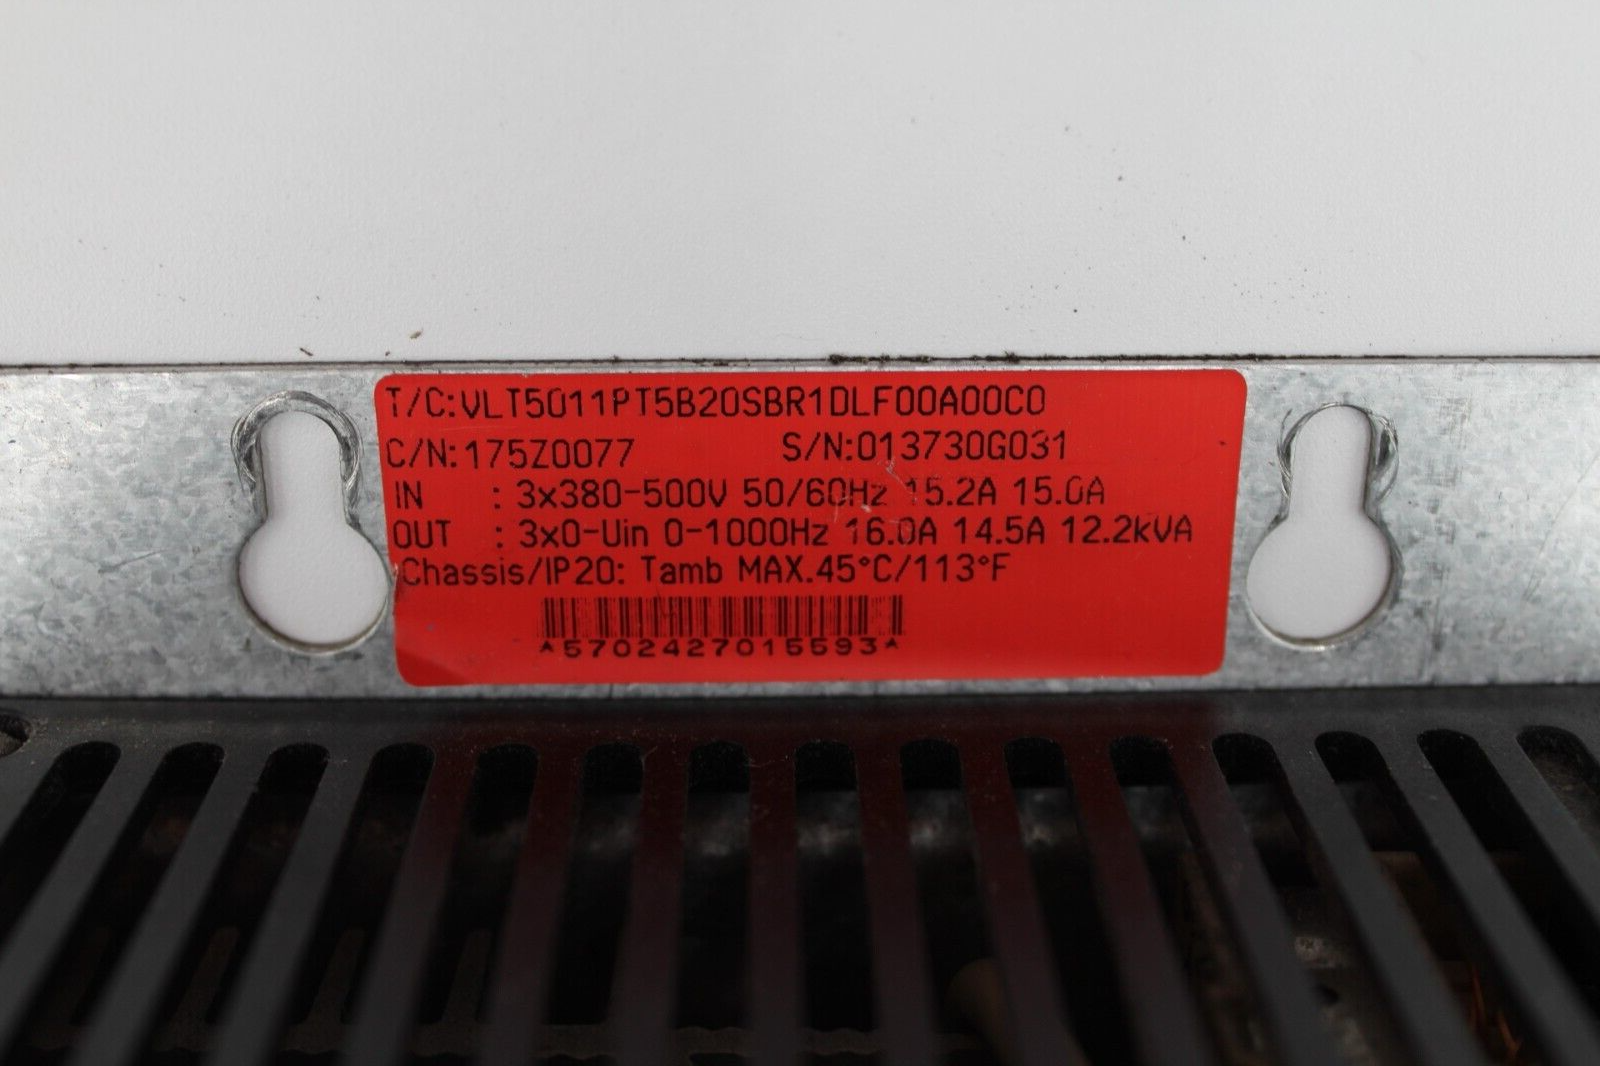 T/C:VLT5011PT5B20SBR1DLF00A00C0
C/N:175Z0077 S/N:013730G031
IN : 3x380-500V 50/60Hz 15.2A 15.0A
OUT : 3x0-Uin 0-1000Hz 16.0A 14.5A 12.2kVA
Chassis/IP20: Tamb MAX.45°C/113°F
*5702427015593*